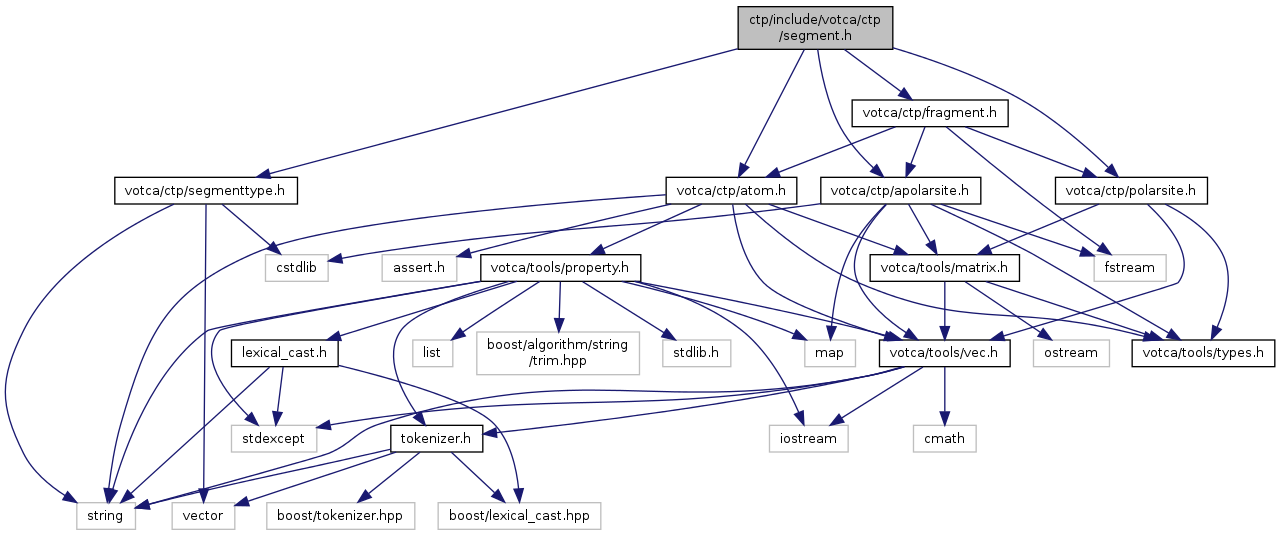 ctp/include/votca/ctp
/segment.h
votca/ctp/fragment.h
votca/ctp/segmenttype.h
votca/ctp/atom.h
votca/ctp/apolarsite.h
votca/ctp/polarsite.h
cstdlib
assert.h
votca/tools/property.h
votca/tools/matrix.h
fstream
lexical_cast.h
list
boost/algorithm/string
/trim.hpp
stdlib.h
map
votca/tools/vec.h
ostream
votca/tools/types.h
stdexcept
tokenizer.h
iostream
cmath
string
vector
boost/tokenizer.hpp
boost/lexical_cast.hpp